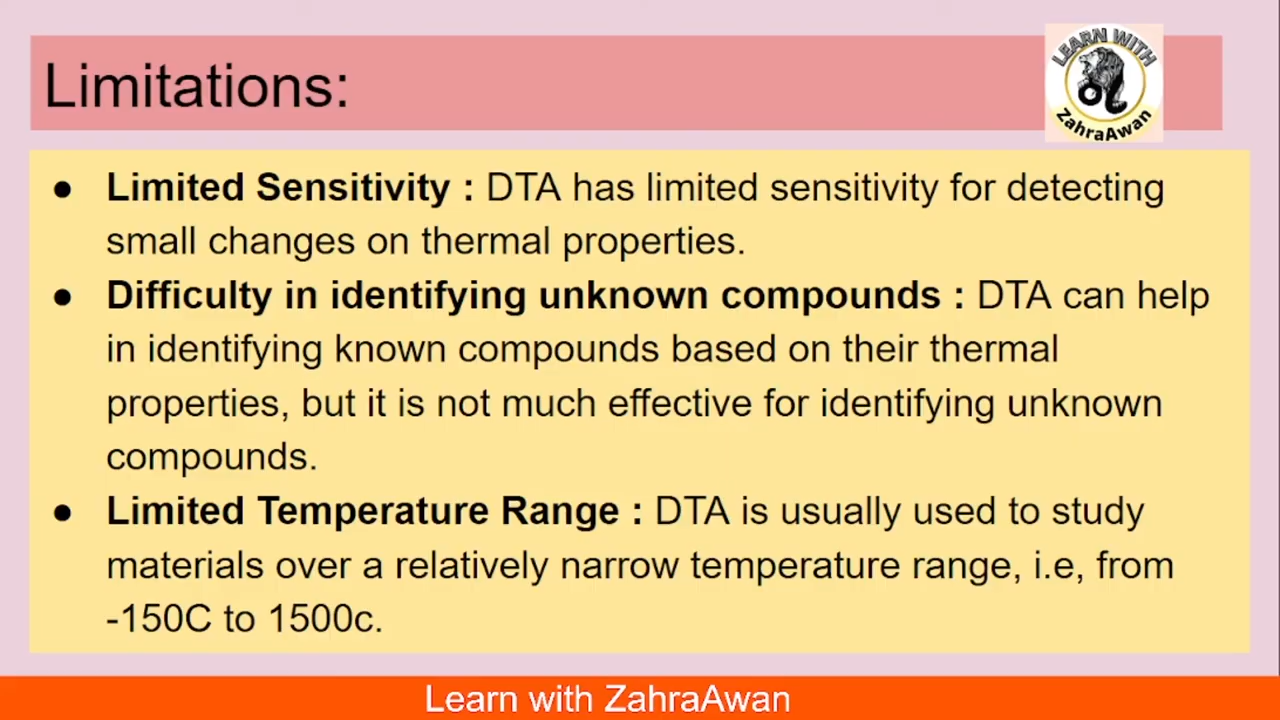 Limitations:
LEARN WITH
ZahraAwan
● Limited Sensitivity : DTA has limited sensitivity for detecting
small changes on thermal properties.
● Difficulty in identifying unknown compounds : DTA can help
in identifying known compounds based on their thermal
properties, but it is not much effective for identifying unknown
compounds.
● Limited Temperature Range : DTA is usually used to study
materials over a relatively narrow temperature range, i.e, from
-150C to 1500c.
Learn with ZahraAwan